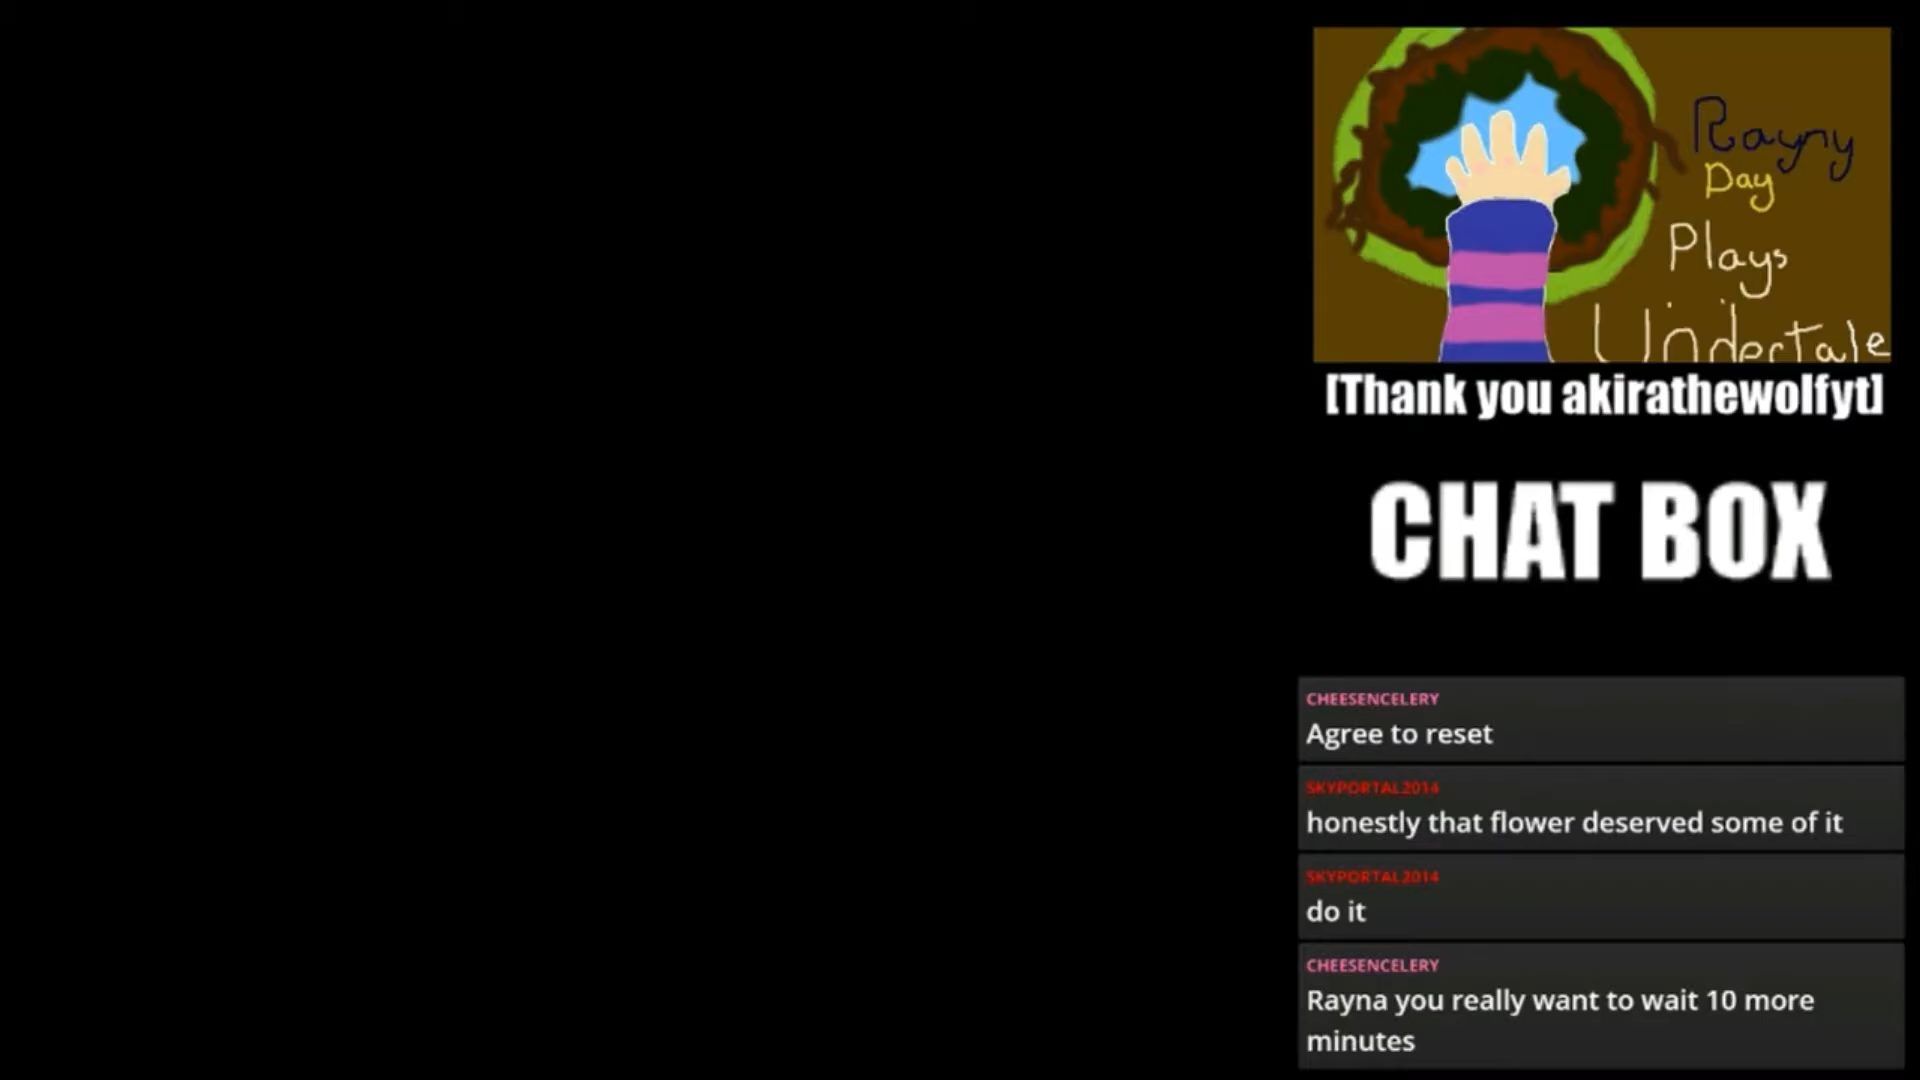 Rayny
Day
Plays
Undertale
[Thank you akirathewolfyt]
CHAT BOX
CHEESENCELERY
Agree to reset
SKYPORTAL2014
honestly that flower deserved some of it
SKYPORTAL2014
do it
CHEESENCELERY
Rayna you really want to wait 10 more
minutes